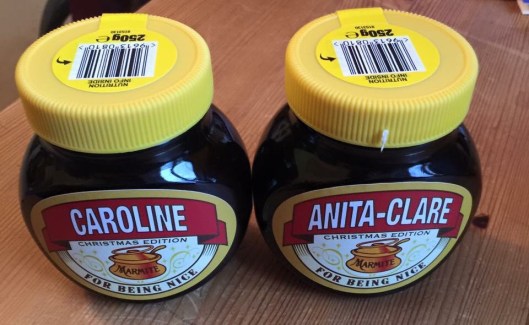 250g e
NUTRITION
INFO INSIDE
CAROLINE
CHRISTMAS EDITION
MARMITE
FOR BEING NICE
250g e
NUTRITION
INFO INSIDE
ANITA-CLARE
CHRISTMAS EDITION
MARMITE
FOR BEING NICE